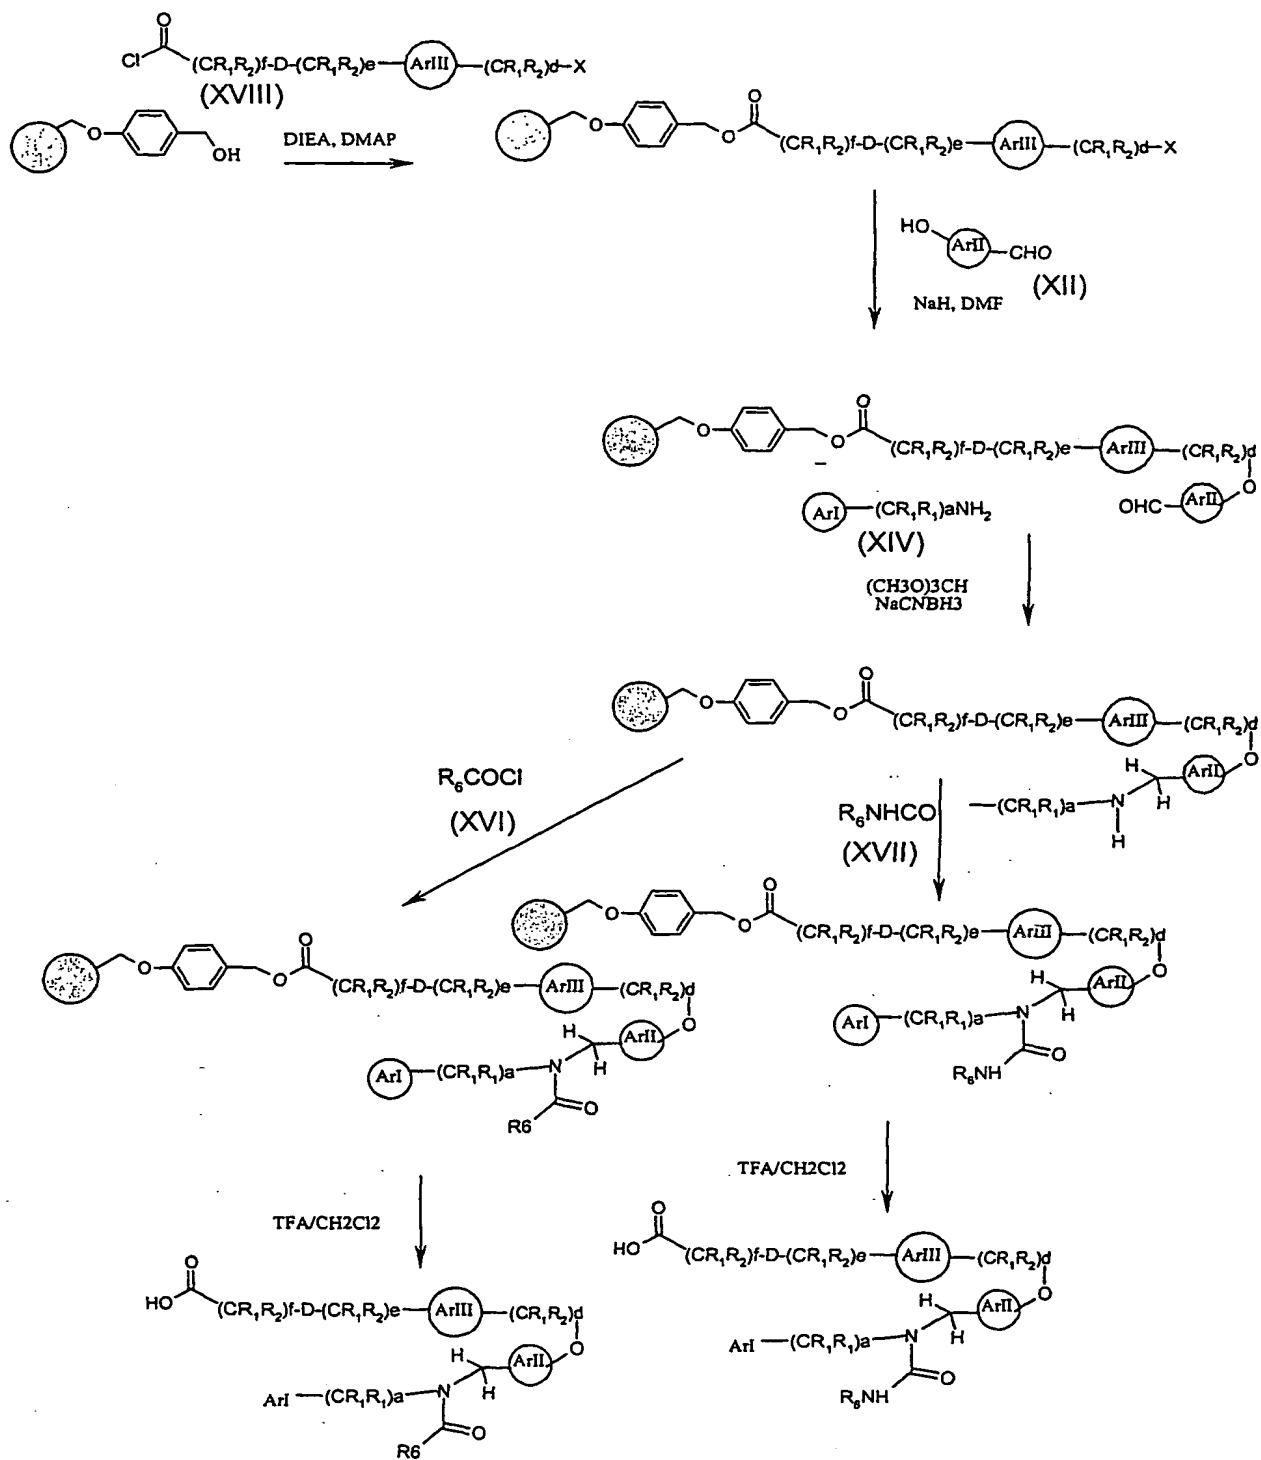 O
Cl
(CR₁R₂)f-D-(CR₁R₂)e ArIII (CR₁R₂)d-X
(XVIII)
O OH
DIEA, DMAP
O O O
(CR₁R₂)f-D-(CR₁R₂)e ArIII (CR₁R₂)d-X
HO ArII CHO
(XII)
NaH, DMF
O O O
(CR₁R₂)f-D-(CR₁R₂)e ArIII (CR₁R₂)d
O
OHC ArII
ArI (CR₁R₁)aNH₂
(XIV)
(CH3O)3CH
NaCNBH3
O O O
(CR₁R₂)f-D-(CR₁R₂)e ArIII (CR₁R₂)d
O
H ArII
H
(CR₁R₁)a N
H
R₆COCl
(XVI)
R₆NHCO
(XVII)
O O O
(CR₁R₂)f-D-(CR₁R₂)e ArIII (CR₁R₂)d
O
H ArII
H
ArI (CR₁R₁)a N
O
R₆NH
O O O
(CR₁R₂)f-D-(CR₁R₂)e ArIII (CR₁R₂)d
O
H ArII
H
ArI (CR₁R₁)a N
O
R6
TFA/CH2Cl2
TFA/CH2Cl2
O
HO
(CR₁R₂)f-D-(CR₁R₂)e ArIII (CR₁R₂)d
O
H ArII
H
ArI (CR₁R₁)a N
O
R₆NH
O
HO
(CR₁R₂)f-D-(CR₁R₂)e ArIII (CR₁R₂)d
O
H ArII
H
ArI (CR₁R₁)a N
O
R6